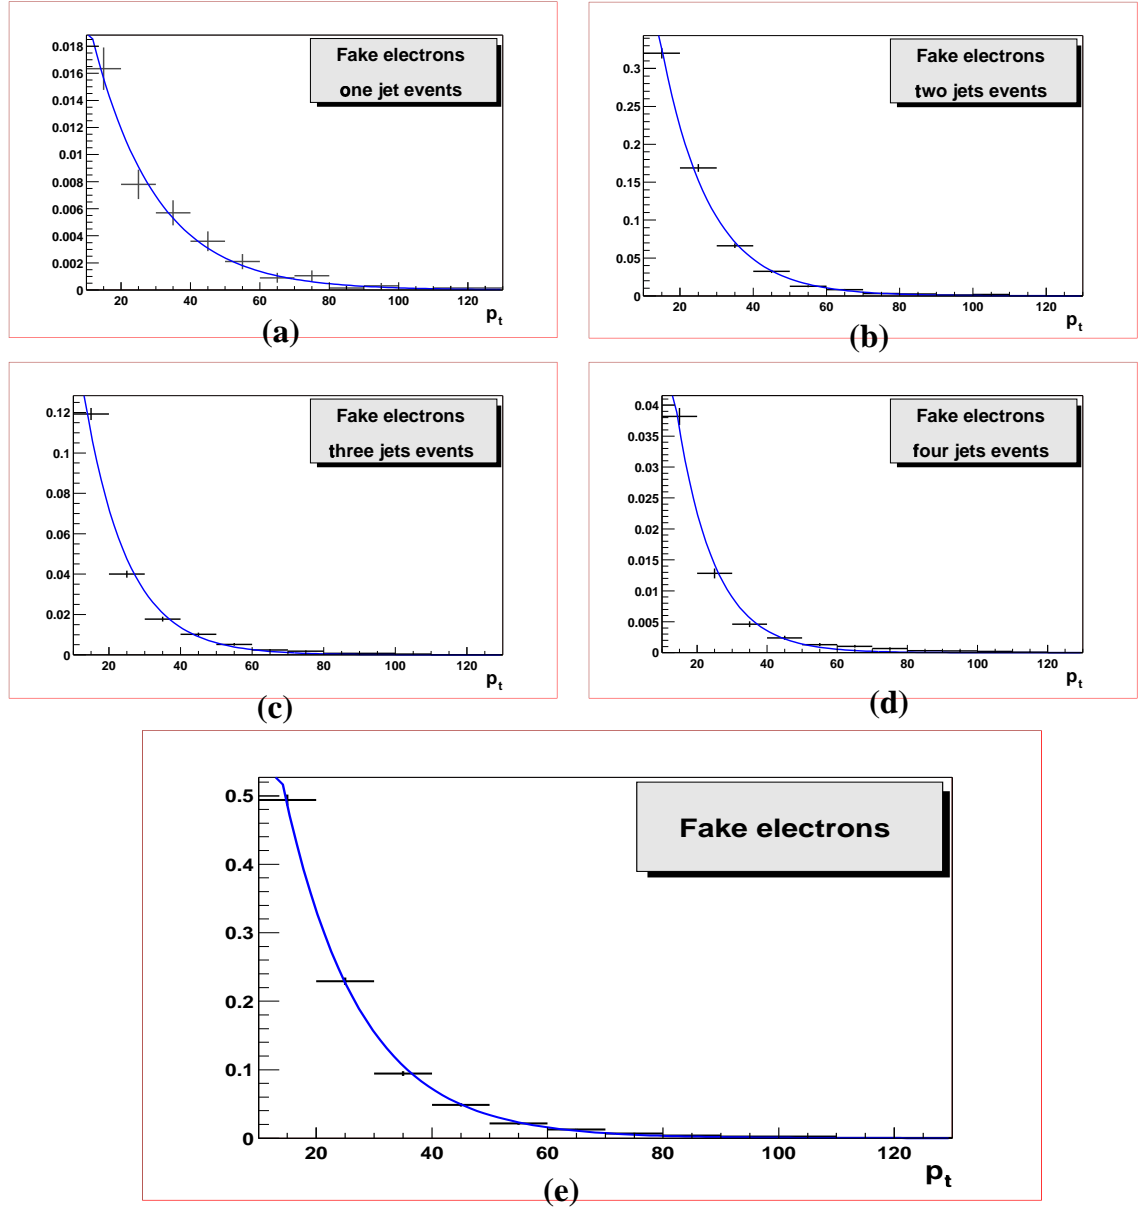 Fake electrons
one jet events
0.018
0.016
0.014
0.012
0.01
0.008
0.006
0.004
0.002
0
20 40 60 80 100 120
p_t
(a)
Fake electrons
two jets events
0.3
0.25
0.2
0.15
0.1
0.05
0
20 40 60 80 100 120
p_t
(b)
Fake electrons
three jets events
0.12
0.1
0.08
0.06
0.04
0.02
0
20 40 60 80 100 120
p_t
(c)
Fake electrons
four jets events
0.04
0.035
0.03
0.025
0.02
0.015
0.01
0.005
0
20 40 60 80 100 120
p_t
(d)
Fake electrons
0.5
0.4
0.3
0.2
0.1
0
20 40 60 80 100 120
p_t
(e)